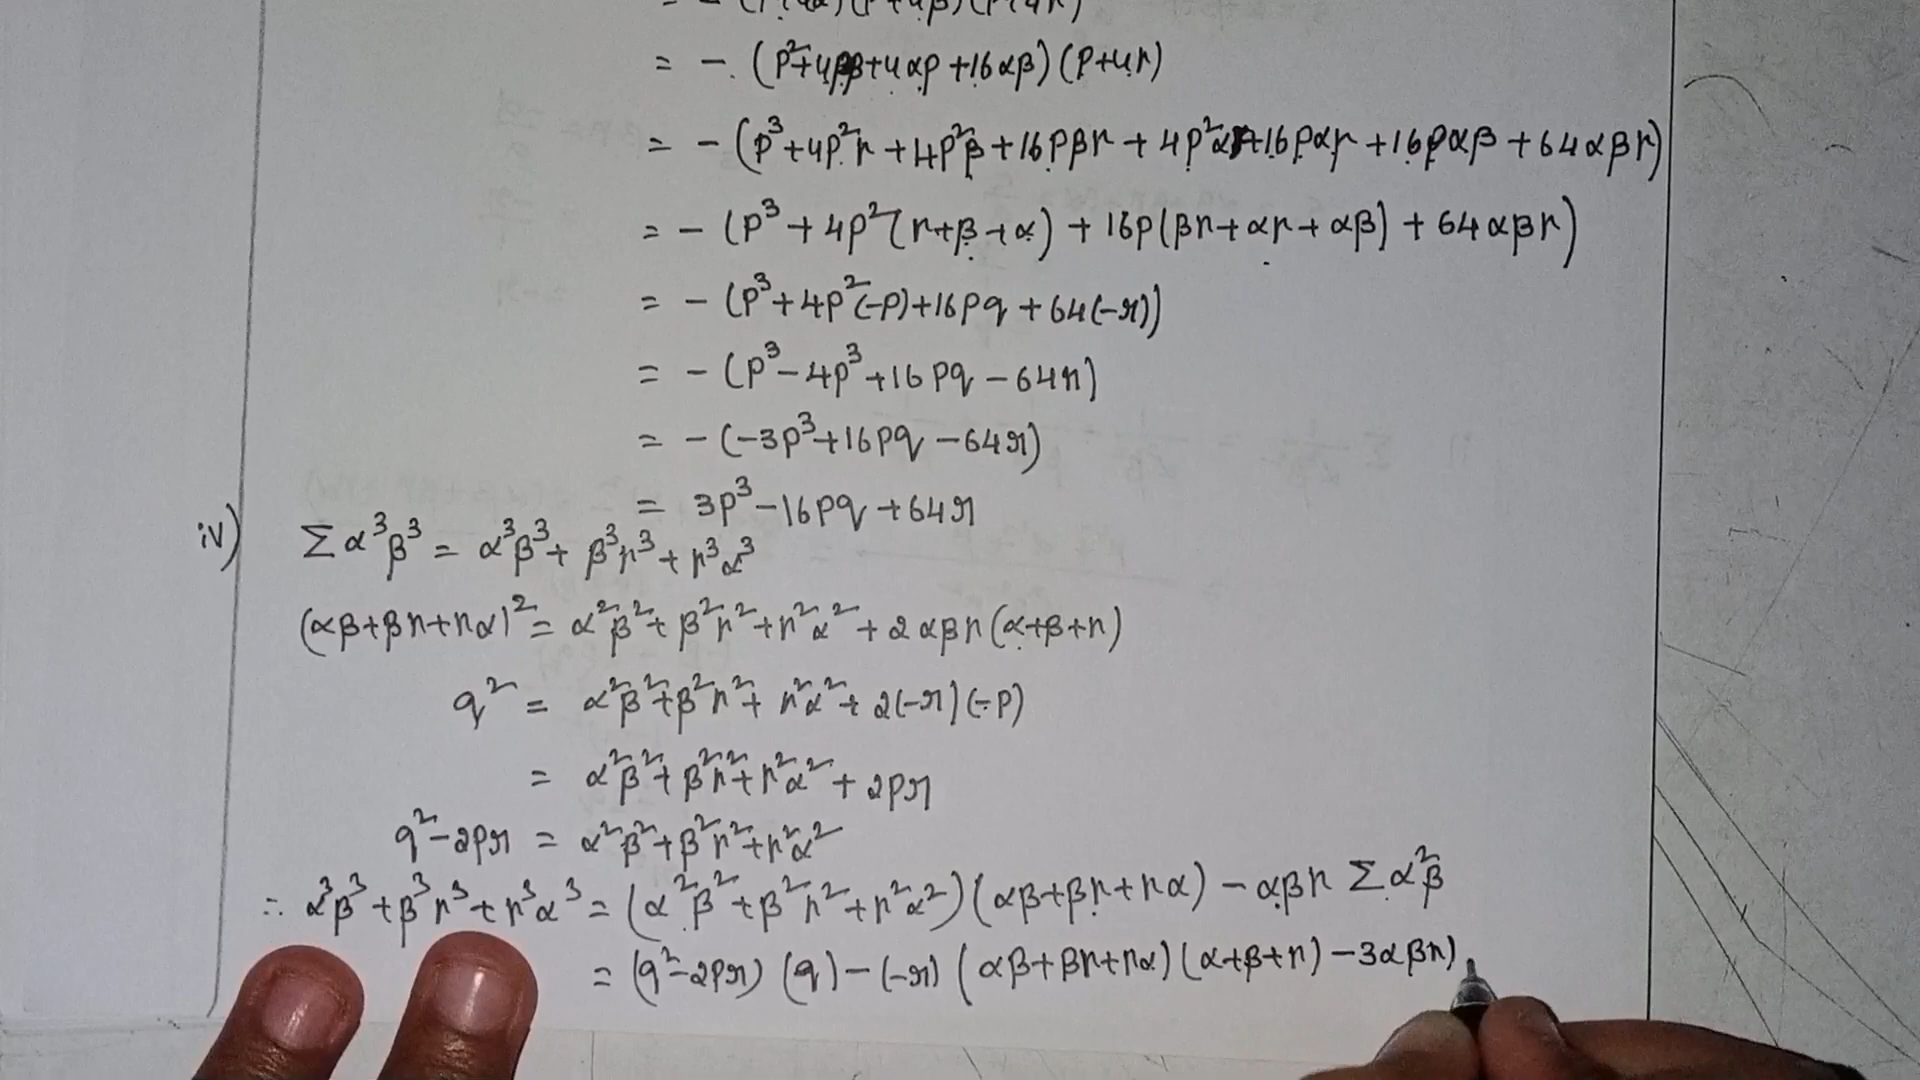 = - (P+4α)(P+4β)(P+4γ)
= - (P²+4pβ+4αp+16αβ)(P+4γ)
= - (p³+4p²γ+4p²β+16pβγ+4p²α+16pαγ+16pαβ+64αβγ)
= - (p³+4p²(γ+β+α)+16p(βγ+αγ+αβ)+64αβγ)
= - (p³+4p²(-p)+16pq+64(-r))
= - (p³-4p³+16pq-64r)
= - (-3p³+16pq-64r)
= 3p³-16pq+64r
iv) Σα³β³ = α³β³+β³γ³+γ³α³
(αβ+βγ+γα)² = α²β²+β²γ²+γ²α²+2αβγ(α+β+γ)
q² = α²β²+β²γ²+γ²α²+2(-r)(-p)
= α²β²+β²γ²+γ²α²+2pr
q²-2pr = α²β²+β²γ²+γ²α²
∴ α³β³+β³γ³+γ³α³ = (α²β²+β²γ²+γ²α²)(αβ+βγ+γα)-αβγ Σα²β
= (q²-2pr)(q)-(-r)(αβ+βγ+γα)(α+β+γ)-3αβγ)